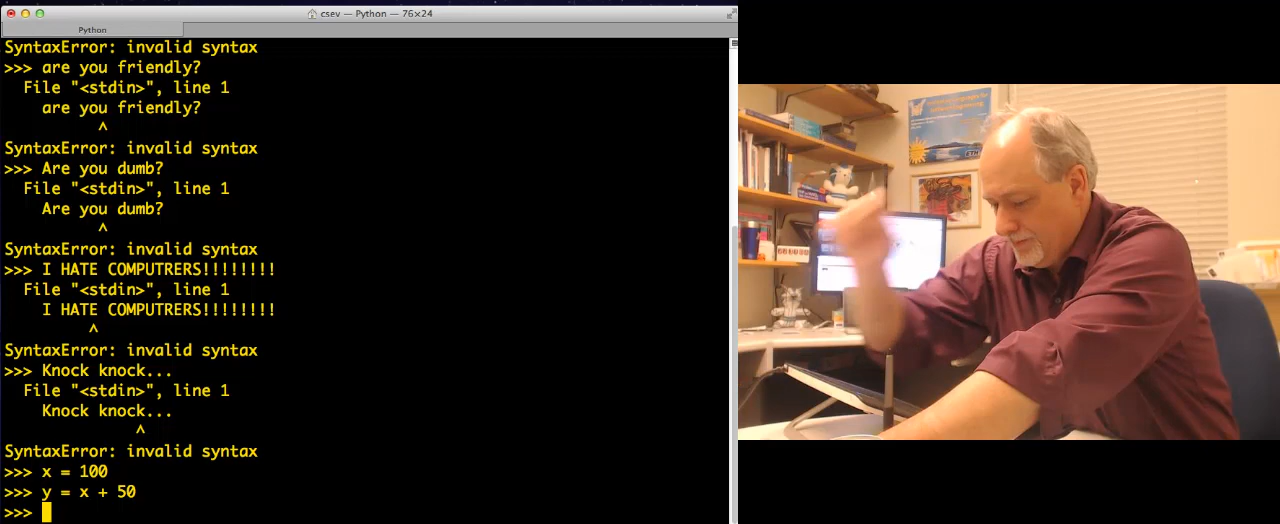 csev — Python — 76×24
Python
SyntaxError: invalid syntax
>>> are you friendly?
  File "<stdin>", line 1
    are you friendly?
          ^
SyntaxError: invalid syntax
>>> Are you dumb?
  File "<stdin>", line 1
    Are you dumb?
          ^
SyntaxError: invalid syntax
>>> I HATE COMPUTRERS!!!!!!!!
  File "<stdin>", line 1
    I HATE COMPUTRERS!!!!!!!!
         ^
SyntaxError: invalid syntax
>>> Knock knock...
  File "<stdin>", line 1
    Knock knock...
              ^
SyntaxError: invalid syntax
>>> x = 100
>>> y = x + 50
>>>